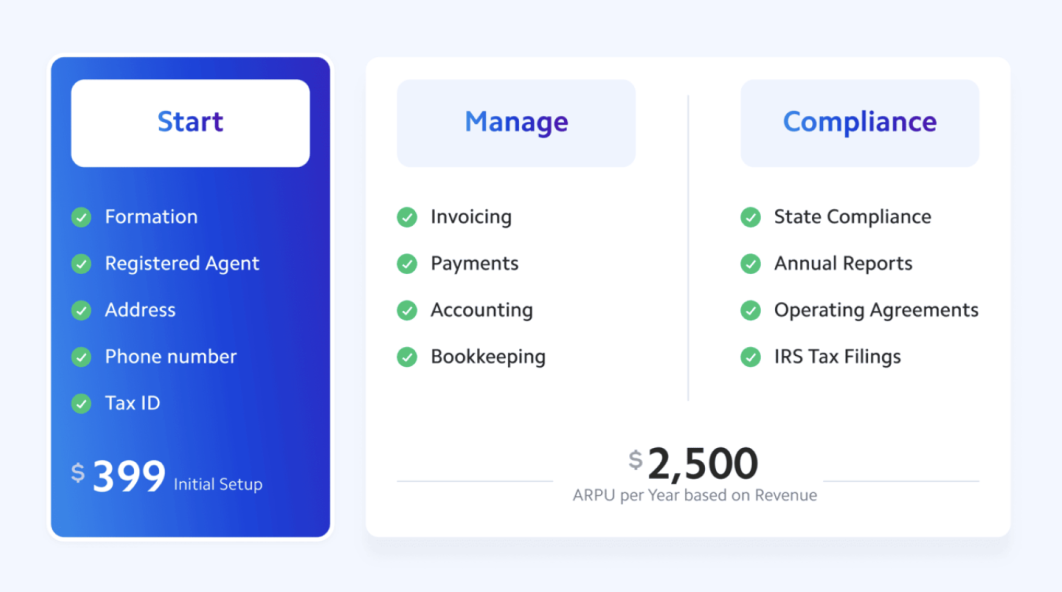 Start
Formation
Registered Agent
Address
Phone number
Tax ID
$ 399 Initial Setup
Manage
Invoicing
Payments
Accounting
Bookkeeping
Compliance
State Compliance
Annual Reports
Operating Agreements
IRS Tax Filings
$ 2,500
ARPU per Year based on Revenue